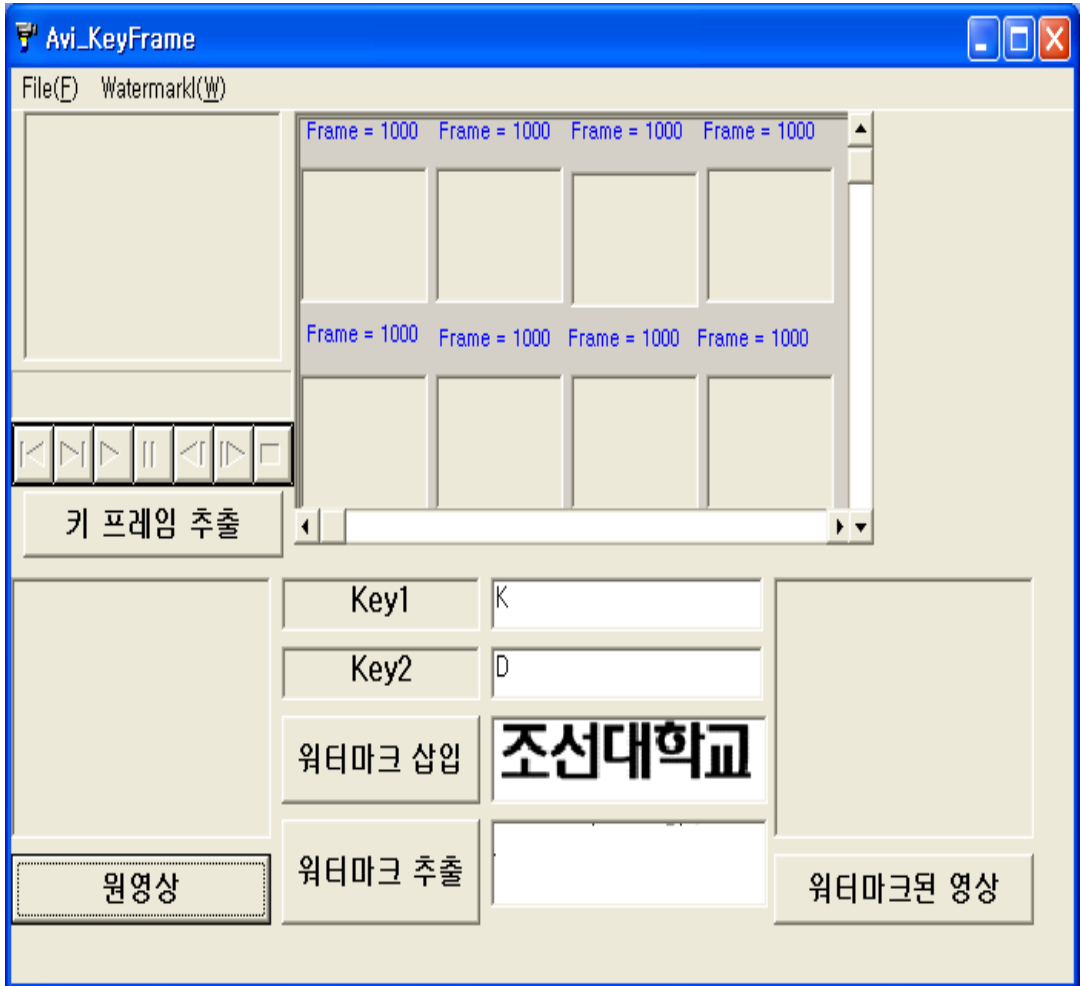 Avi_KeyFrame
File(F) Watermarkl(W)
Frame = 1000 Frame = 1000 Frame = 1000 Frame = 1000
Frame = 1000 Frame = 1000 Frame = 1000 Frame = 1000
키 프레임 추출
Key1 K
Key2 D
워터마크 삽입 조선대학교
워터마크 추출
원영상
워터마크된 영상